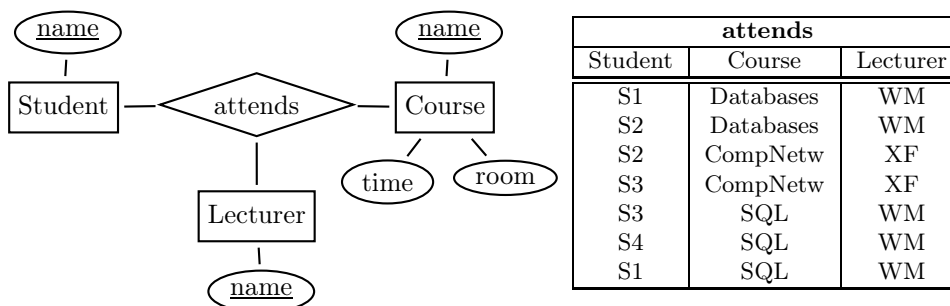 name
Student
attends
name
Course
time
room
Lecturer
name
attends
Student Course Lecturer
S1 Databases WM
S2 Databases WM
S2 CompNetw XF
S3 CompNetw XF
S3 SQL WM
S4 SQL WM
S1 SQL WM